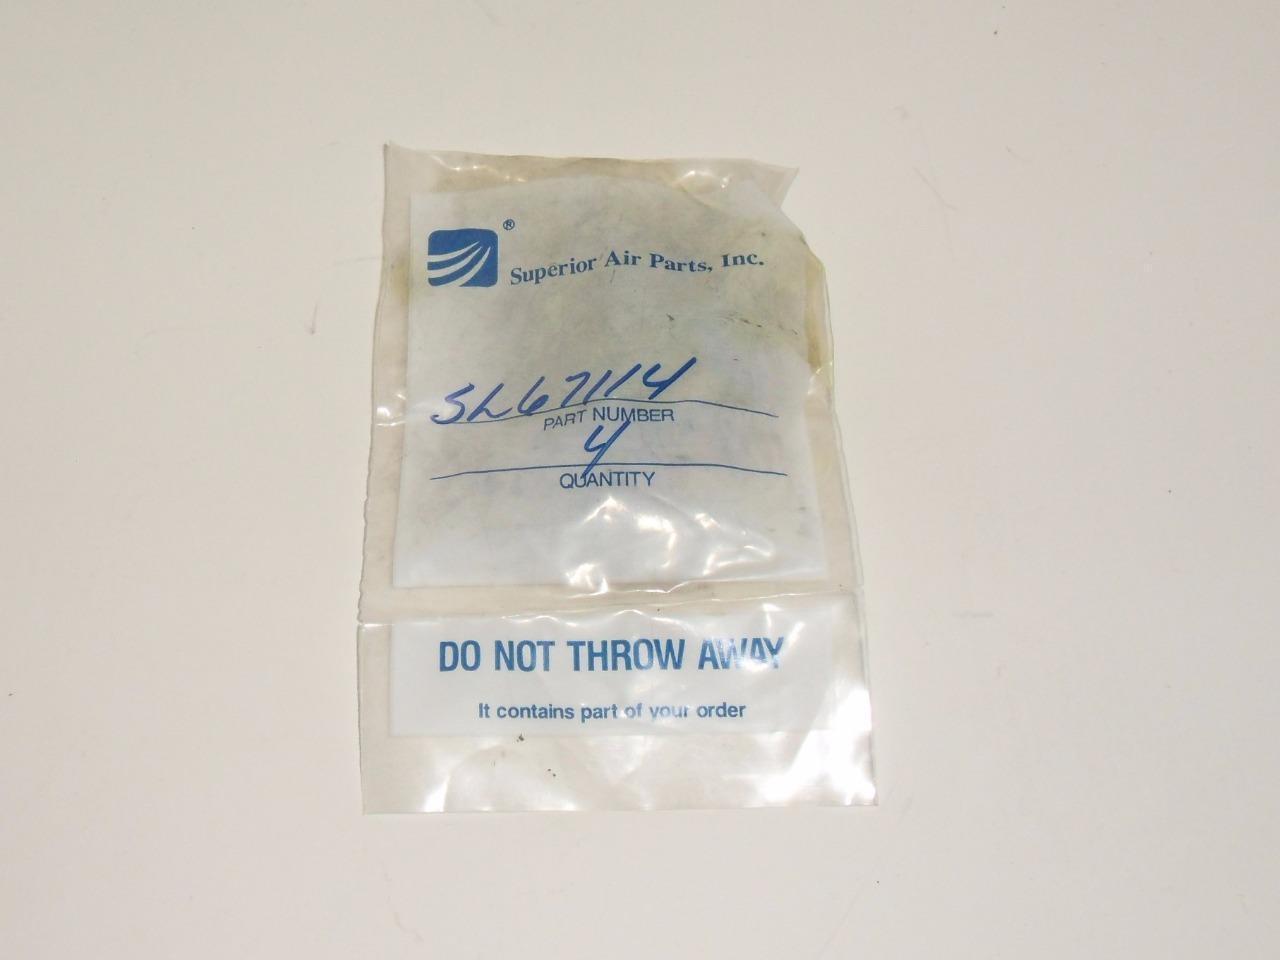 ®
Superior Air Parts, Inc.
SL67114
PART NUMBER
4
QUANTITY
DO NOT THROW AWAY
It contains part of your order